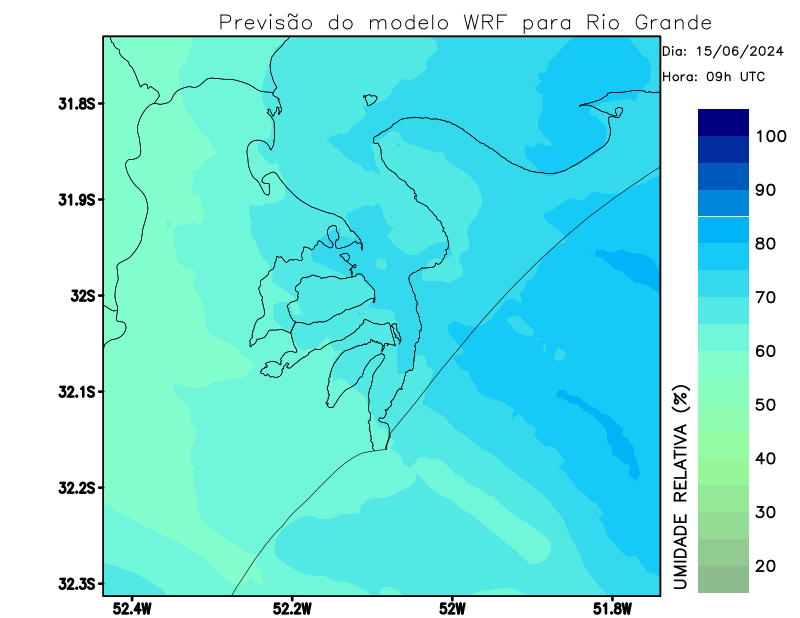 Previsão do modelo WRF para Rio Grande
Dia: 15/06/2024
Hora: 09h UTC
31.8S
31.9S
32S
32.1S
32.2S
32.3S
52.4W
52.2W
52W
51.8W
100
90
80
70
60
50
40
30
20
UMIDADE RELATIVA (%)